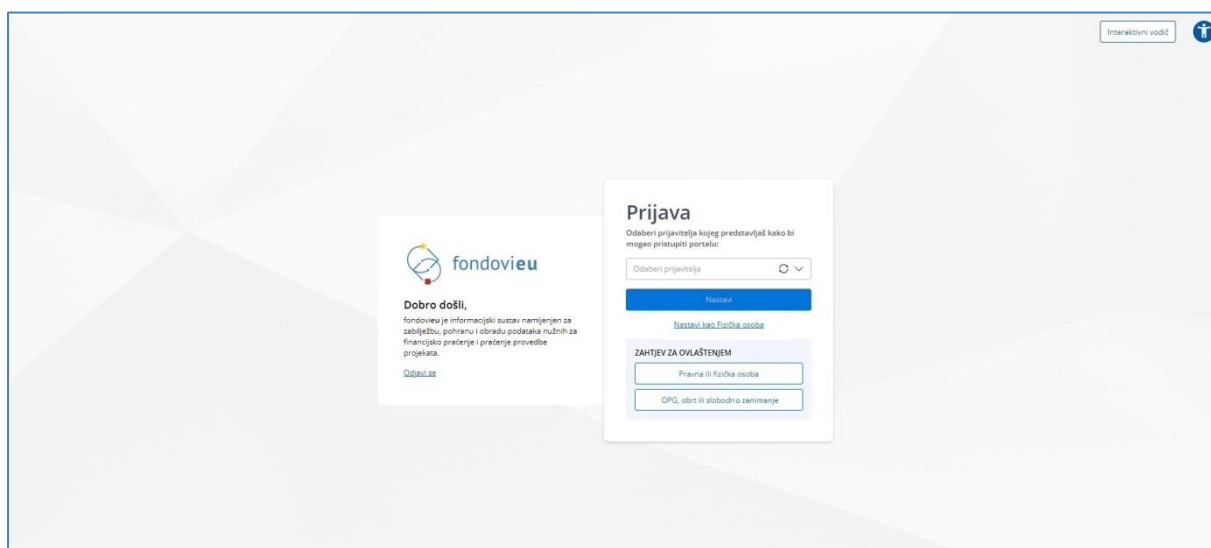 Interaktivni vodič
fondovieu
Dobro došli,
fondovieu je informacijski sustav namijenjen za
zabilježbu, pohranu i obradu podataka nužnih za
financijsko praćenje i praćenje provedbe
projekata.
Odjavi se
Prijava
Odaberi prijavitelja kojeg predstavljaš kako bi
mogao pristupiti portalu:
Odaberi prijavitelja
Nastavi
Nastavi kao Fizička osoba
ZAHTJEV ZA OVLAŠTENJEM
Pravna ili fizička osoba
OPG, obrt ili slobodno zanimanje